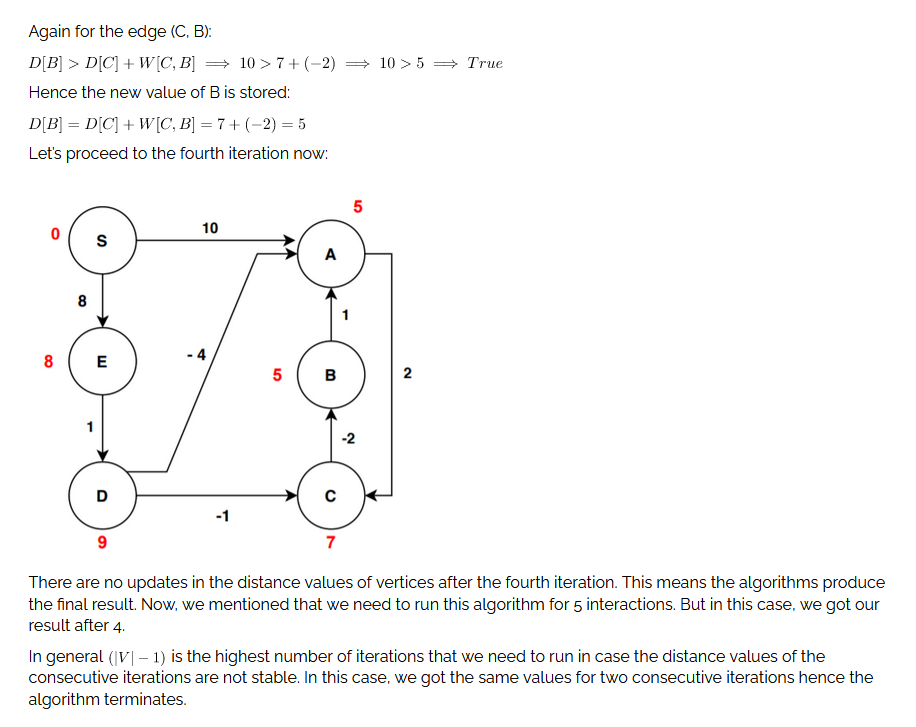 Again for the edge (C, B):
D[B] > D[C] + W[C, B] ⟹ 10 > 7 + (−2) ⟹ 10 > 5 ⟹ True
Hence the new value of B is stored:
D[B] = D[C] + W[C, B] = 7 + (−2) = 5
Let's proceed to the fourth iteration now:
5
10
0
S
A
8
1
- 4
8
E
5
B
2
1
-2
D
C
-1
9
7
There are no updates in the distance values of vertices after the fourth iteration. This means the algorithms produce
the final result. Now, we mentioned that we need to run this algorithm for 5 interactions. But in this case, we got our
result after 4.
In general (|V| − 1) is the highest number of iterations that we need to run in case the distance values of the
consecutive iterations are not stable. In this case, we got the same values for two consecutive iterations hence the
algorithm terminates.